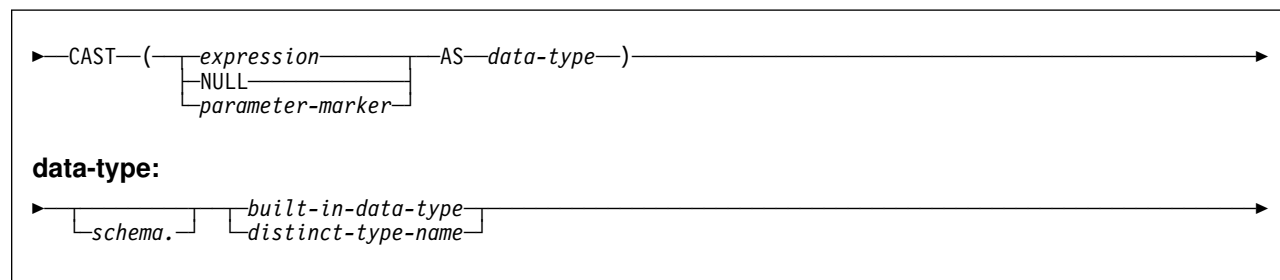 CAST ( expression AS data-type )
NULL
parameter-marker
data-type:
built-in-data-type
schema. distinct-type-name